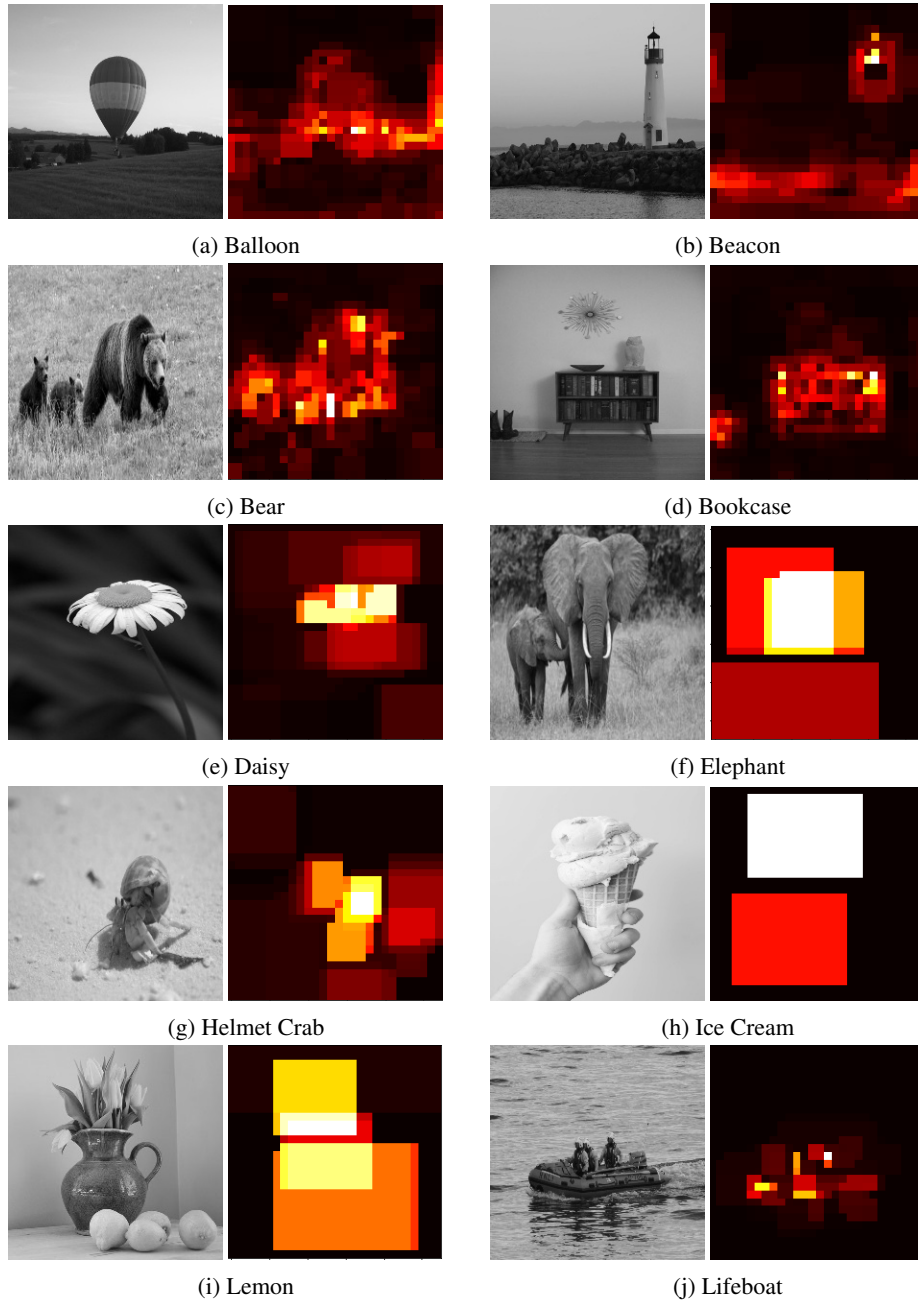 (a) Balloon
(b) Beacon
(c) Bear
(d) Bookcase
(e) Daisy
(f) Elephant
(g) Helmet Crab
(h) Ice Cream
(i) Lemon
(j) Lifeboat